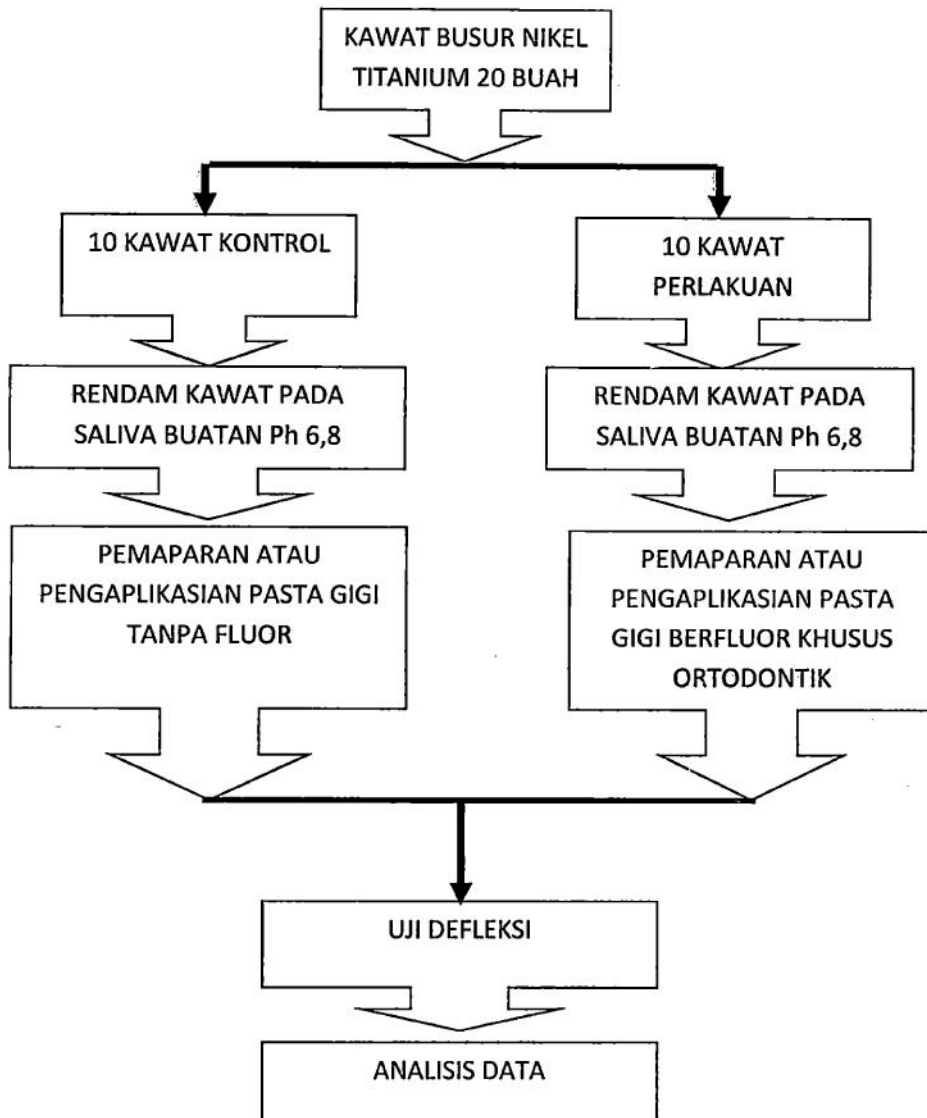 KAWAT BUSUR NIKEL
TITANIUM 20 BUAH
10 KAWAT KONTROL
10 KAWAT
PERLAKUAN
RENDAM KAWAT PADA
SALIVA BUATAN Ph 6,8
RENDAM KAWAT PADA
SALIVA BUATAN Ph 6,8
PEMAPARAN ATAU
PENGAPLIKASIAN PASTA GIGI
TANPA FLUOR
PEMAPARAN ATAU
PENGAPLIKASIAN PASTA
GIGI BERFLUOR KHUSUS
ORTODONTIK
UJI DEFLEKSI
ANALISIS DATA